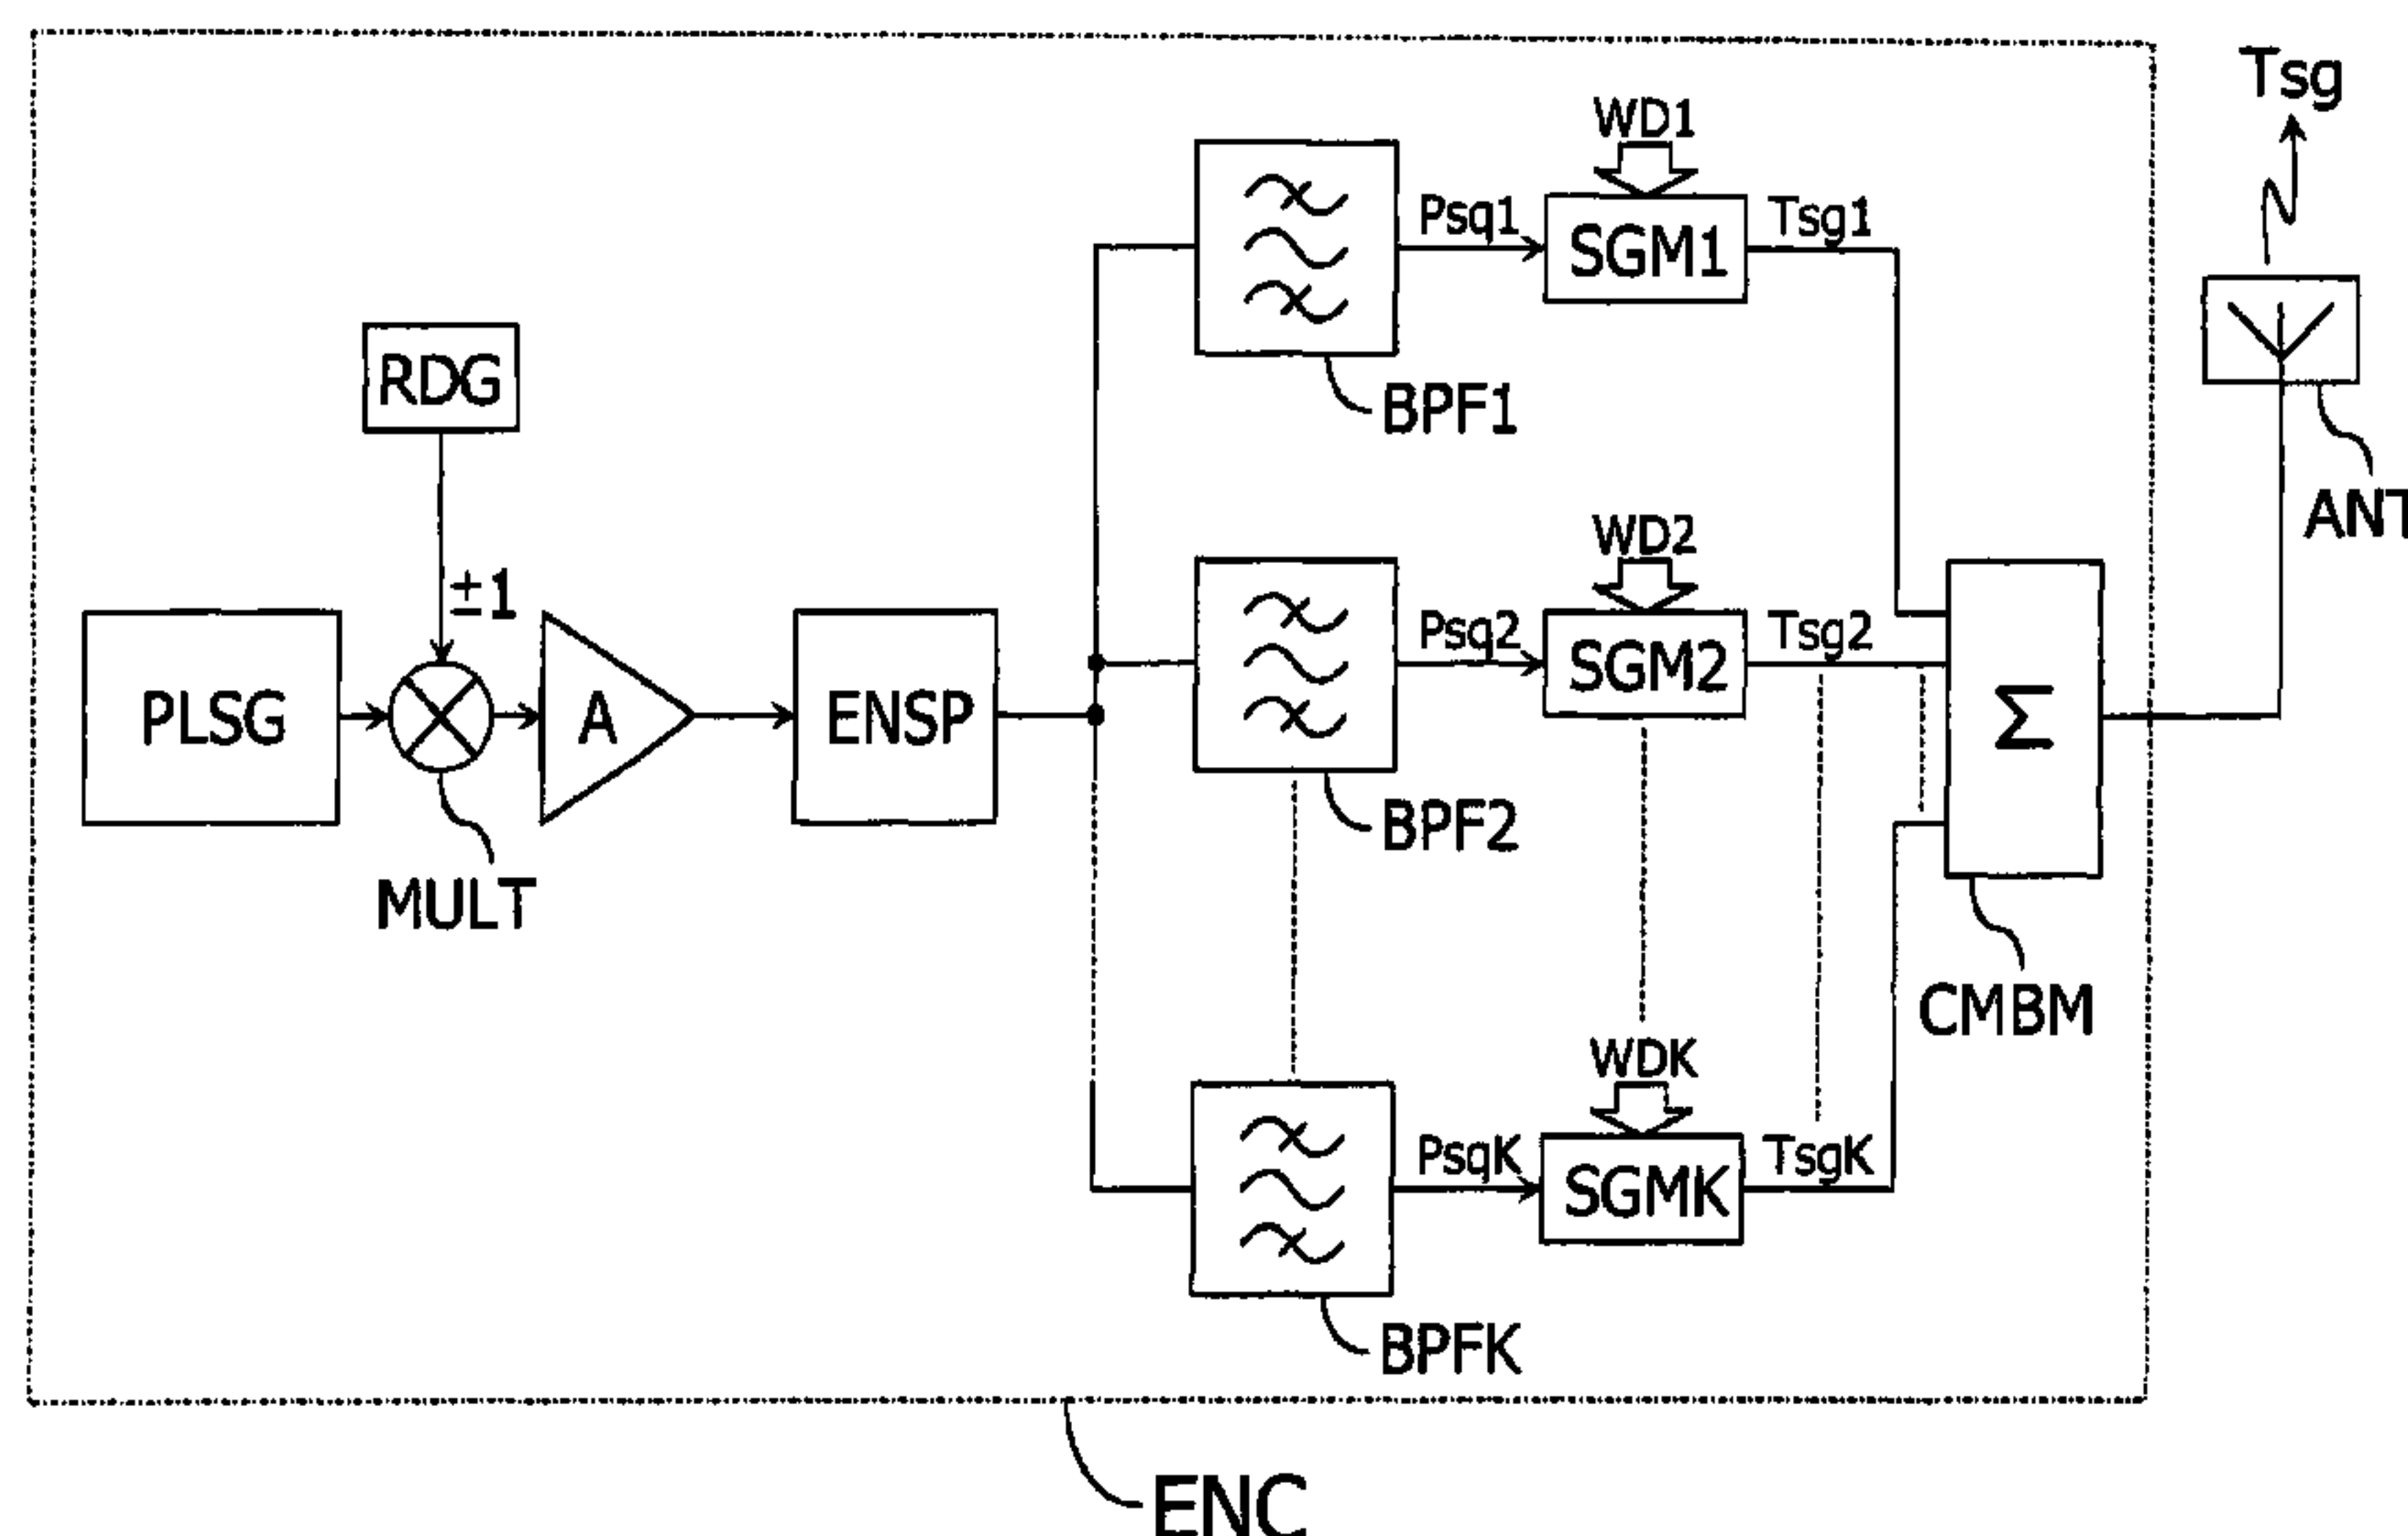 Tsg
WD1
Psq1
SGM1
Tsg1
RDG
BPF1
ANT
±1
WD2
Psq2
SGM2
Tsg2
PLSG
A
ENSP
Σ
BPF2
MULT
CMBM
WDK
PsqK
SGMK
TsgK
BPFK
ENC